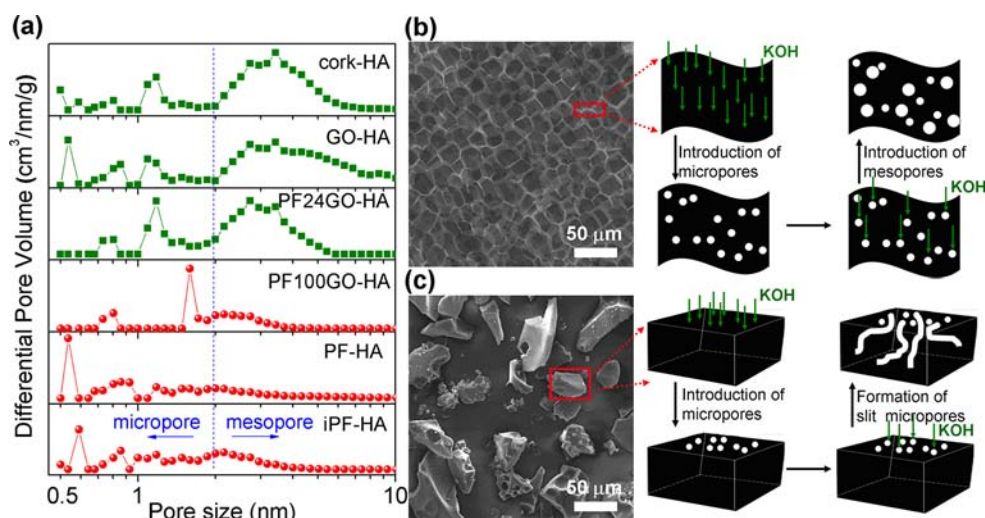 (a)
Differential Pore Volume (cm³/nm/g)
cork-HA
GO-HA
PF24GO-HA
PF100GO-HA
PF-HA
micropore
mesopore
iPF-HA
0.5
1
2
10
Pore size (nm)
(b)
50 μm
KOH
Introduction of
micropores
Introduction of
mesopores
KOH
(c)
50 μm
KOH
Introduction of
micropores
Formation of
slit micropores
KOH